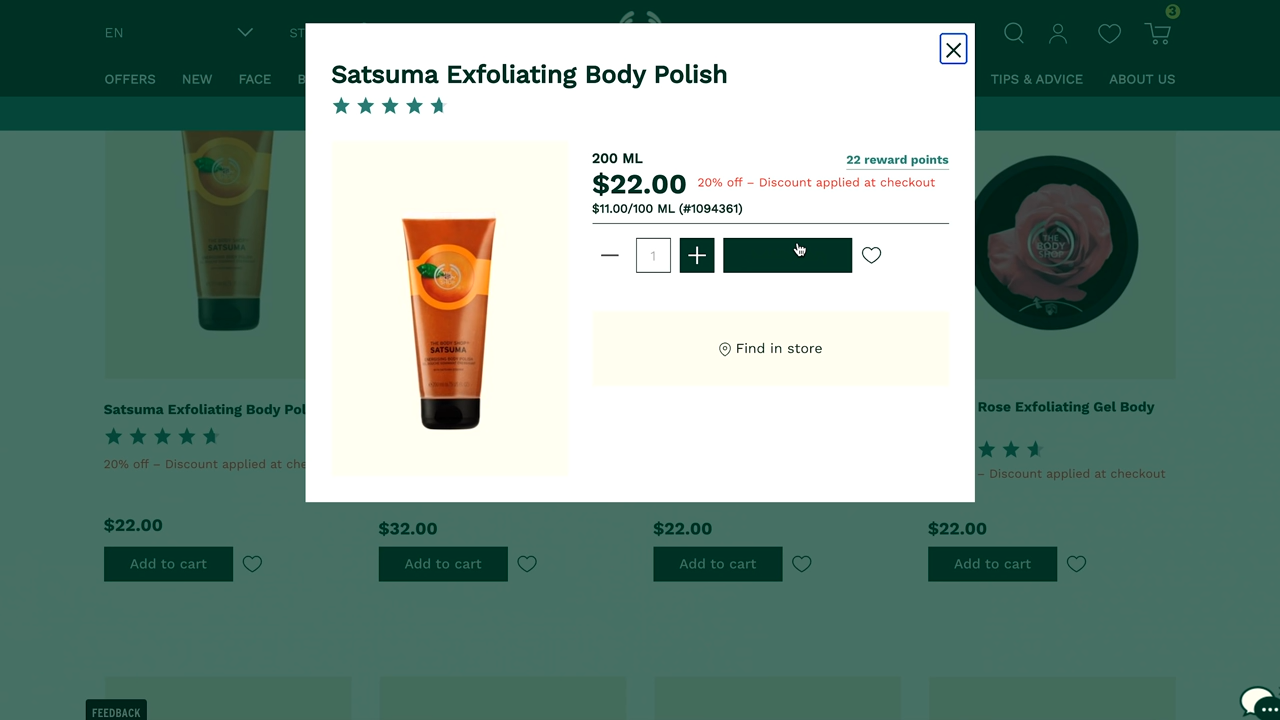 EN
3
OFFERS
NEW
FACE
TIPS & ADVICE
ABOUT US
Satsuma Exfoliating Body Polish
200 ML
22 reward points
$22.00
20% off – Discount applied at checkout
$11.00/100 ML (#1094361)
1
Find in store
THE BODY SHOP
SATSUMA
SATSUMA
THE
BODY
SHOP
Satsuma Exfoliating Body Pol
20% off – Discount applied at che
$22.00
Add to cart
$32.00
Add to cart
$22.00
Add to cart
Rose Exfoliating Gel Body
– Discount applied at checkout
$22.00
Add to cart
FEEDBACK